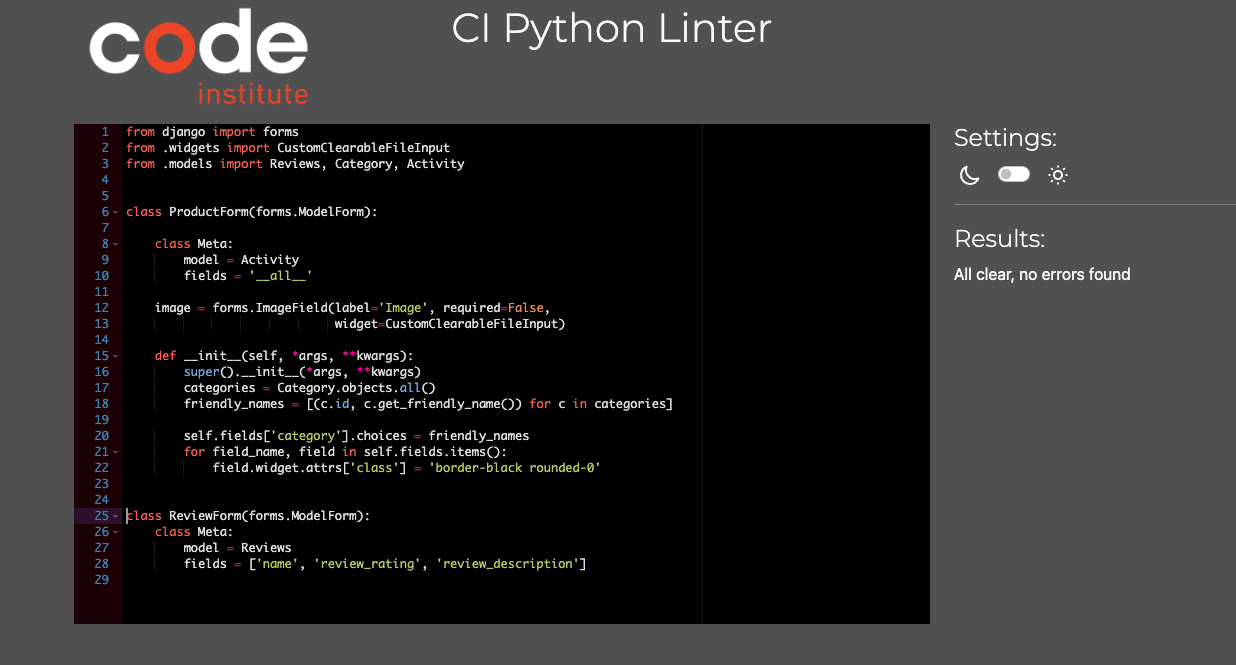 code
institute
CI Python Linter
1 from django import forms
2 from .widgets import CustomClearableFileInput
3 from .models import Reviews, Category, Activity
4
5
6 class ProductForm(forms.ModelForm):
7
8     class Meta:
9         model = Activity
10         fields = '__all__'
11
12     image = forms.ImageField(label='Image', required=False,
13                              widget=CustomClearableFileInput)
14
15     def __init__(self, *args, **kwargs):
16         super().__init__(*args, **kwargs)
17         categories = Category.objects.all()
18         friendly_names = [(c.id, c.get_friendly_name()) for c in categories]
19
20         self.fields['category'].choices = friendly_names
21         for field_name, field in self.fields.items():
22             field.widget.attrs['class'] = 'border-black rounded-0'
23
24
25 class ReviewForm(forms.ModelForm):
26     class Meta:
27         model = Reviews
28         fields = ['name', 'review_rating', 'review_description']
29
Settings:
Results:
All clear, no errors found